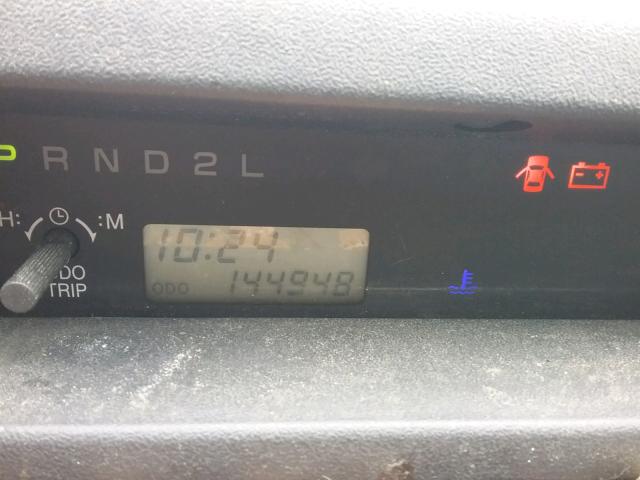 P R N D 2 L
H: :M
10:24
ODO 144948
ODO
TRIP